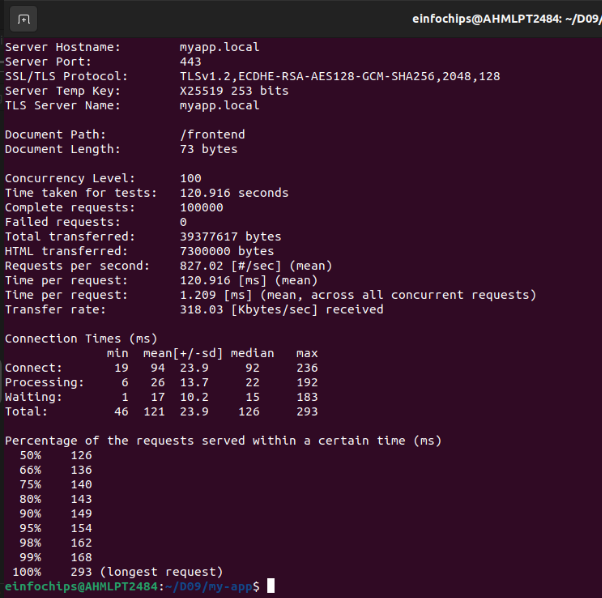 einfochips@AHMLPT2484: ~/D09/
Server Hostname:        myapp.local
Server Port:            443
SSL/TLS Protocol:       TLSv1.2,ECDHE-RSA-AES128-GCM-SHA256,2048,128
Server Temp Key:        X25519 253 bits
TLS Server Name:        myapp.local
Document Path:          /frontend
Document Length:        73 bytes
Concurrency Level:      100
Time taken for tests:   120.916 seconds
Complete requests:      100000
Failed requests:        0
Total transferred:      39377617 bytes
HTML transferred:       7300000 bytes
Requests per second:    827.02 [#/sec] (mean)
Time per request:       120.916 [ms] (mean)
Time per request:       1.209 [ms] (mean, across all concurrent requests)
Transfer rate:          318.03 [Kbytes/sec] received
Connection Times (ms)
              min  mean[+/-sd] median   max
Connect:       19   94  23.9     92     236
Processing:     6   26  13.7     22     192
Waiting:        1   17  10.2     15     183
Total:         46  121  23.9    126     293
Percentage of the requests served within a certain time (ms)
  50%    126
  66%    136
  75%    140
  80%    143
  90%    149
  95%    154
  98%    162
  99%    168
 100%    293 (longest request)
einfochips@AHMLPT2484:~/D09/my-app$